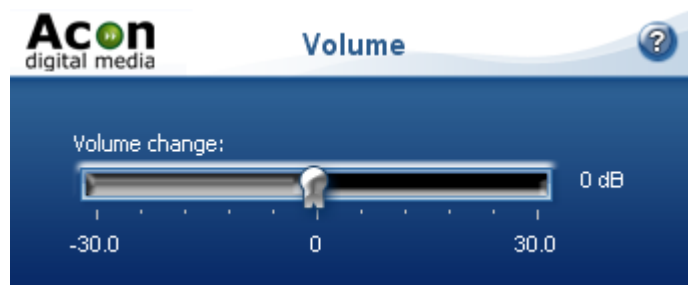 Acon
digital media
Volume
?
Volume change:
0 dB
-30.0 0 30.0